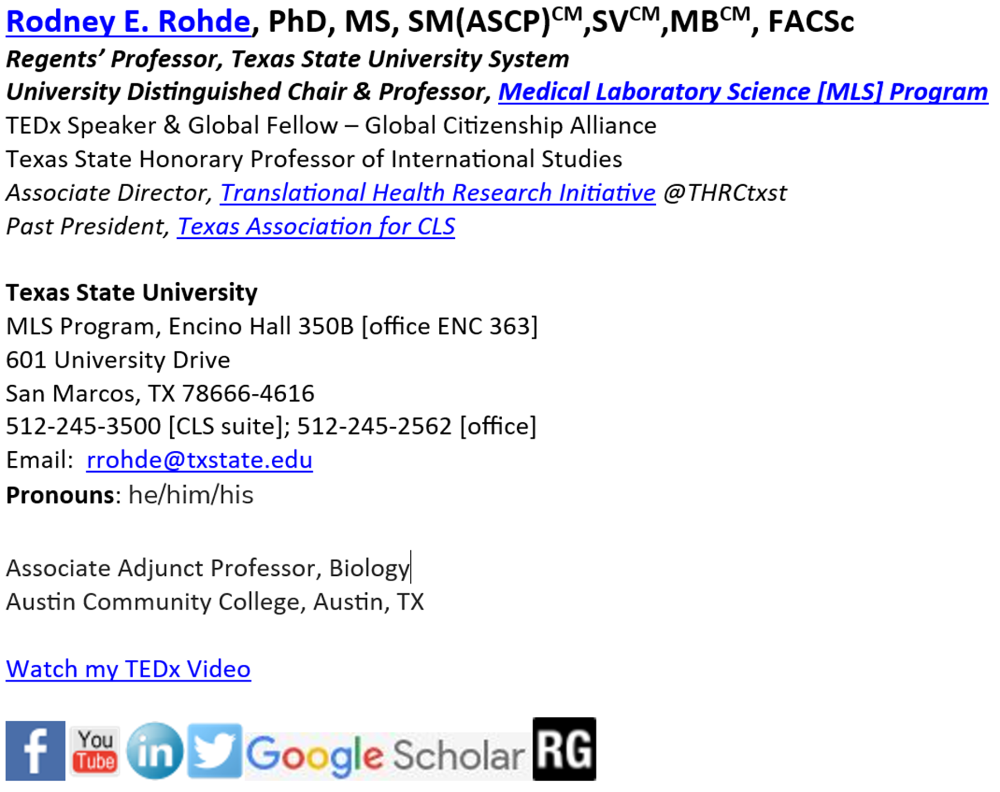 Rodney E. Rohde, PhD, MS, SM(ASCP)CM,SVCM,MBCM, FACSc
Regents’ Professor, Texas State University System
University Distinguished Chair & Professor, Medical Laboratory Science [MLS] Program
TEDx Speaker & Global Fellow – Global Citizenship Alliance
Texas State Honorary Professor of International Studies
Associate Director, Translational Health Research Initiative @THRCtxst
Past President, Texas Association for CLS
Texas State University
MLS Program, Encino Hall 350B [office ENC 363]
601 University Drive
San Marcos, TX 78666-4616
512-245-3500 [CLS suite]; 512-245-2562 [office]
Email:  rrohde@txstate.edu
Pronouns: he/him/his
Associate Adjunct Professor, Biology
Austin Community College, Austin, TX
Watch my TEDx Video
f You Tube in Google Scholar RG